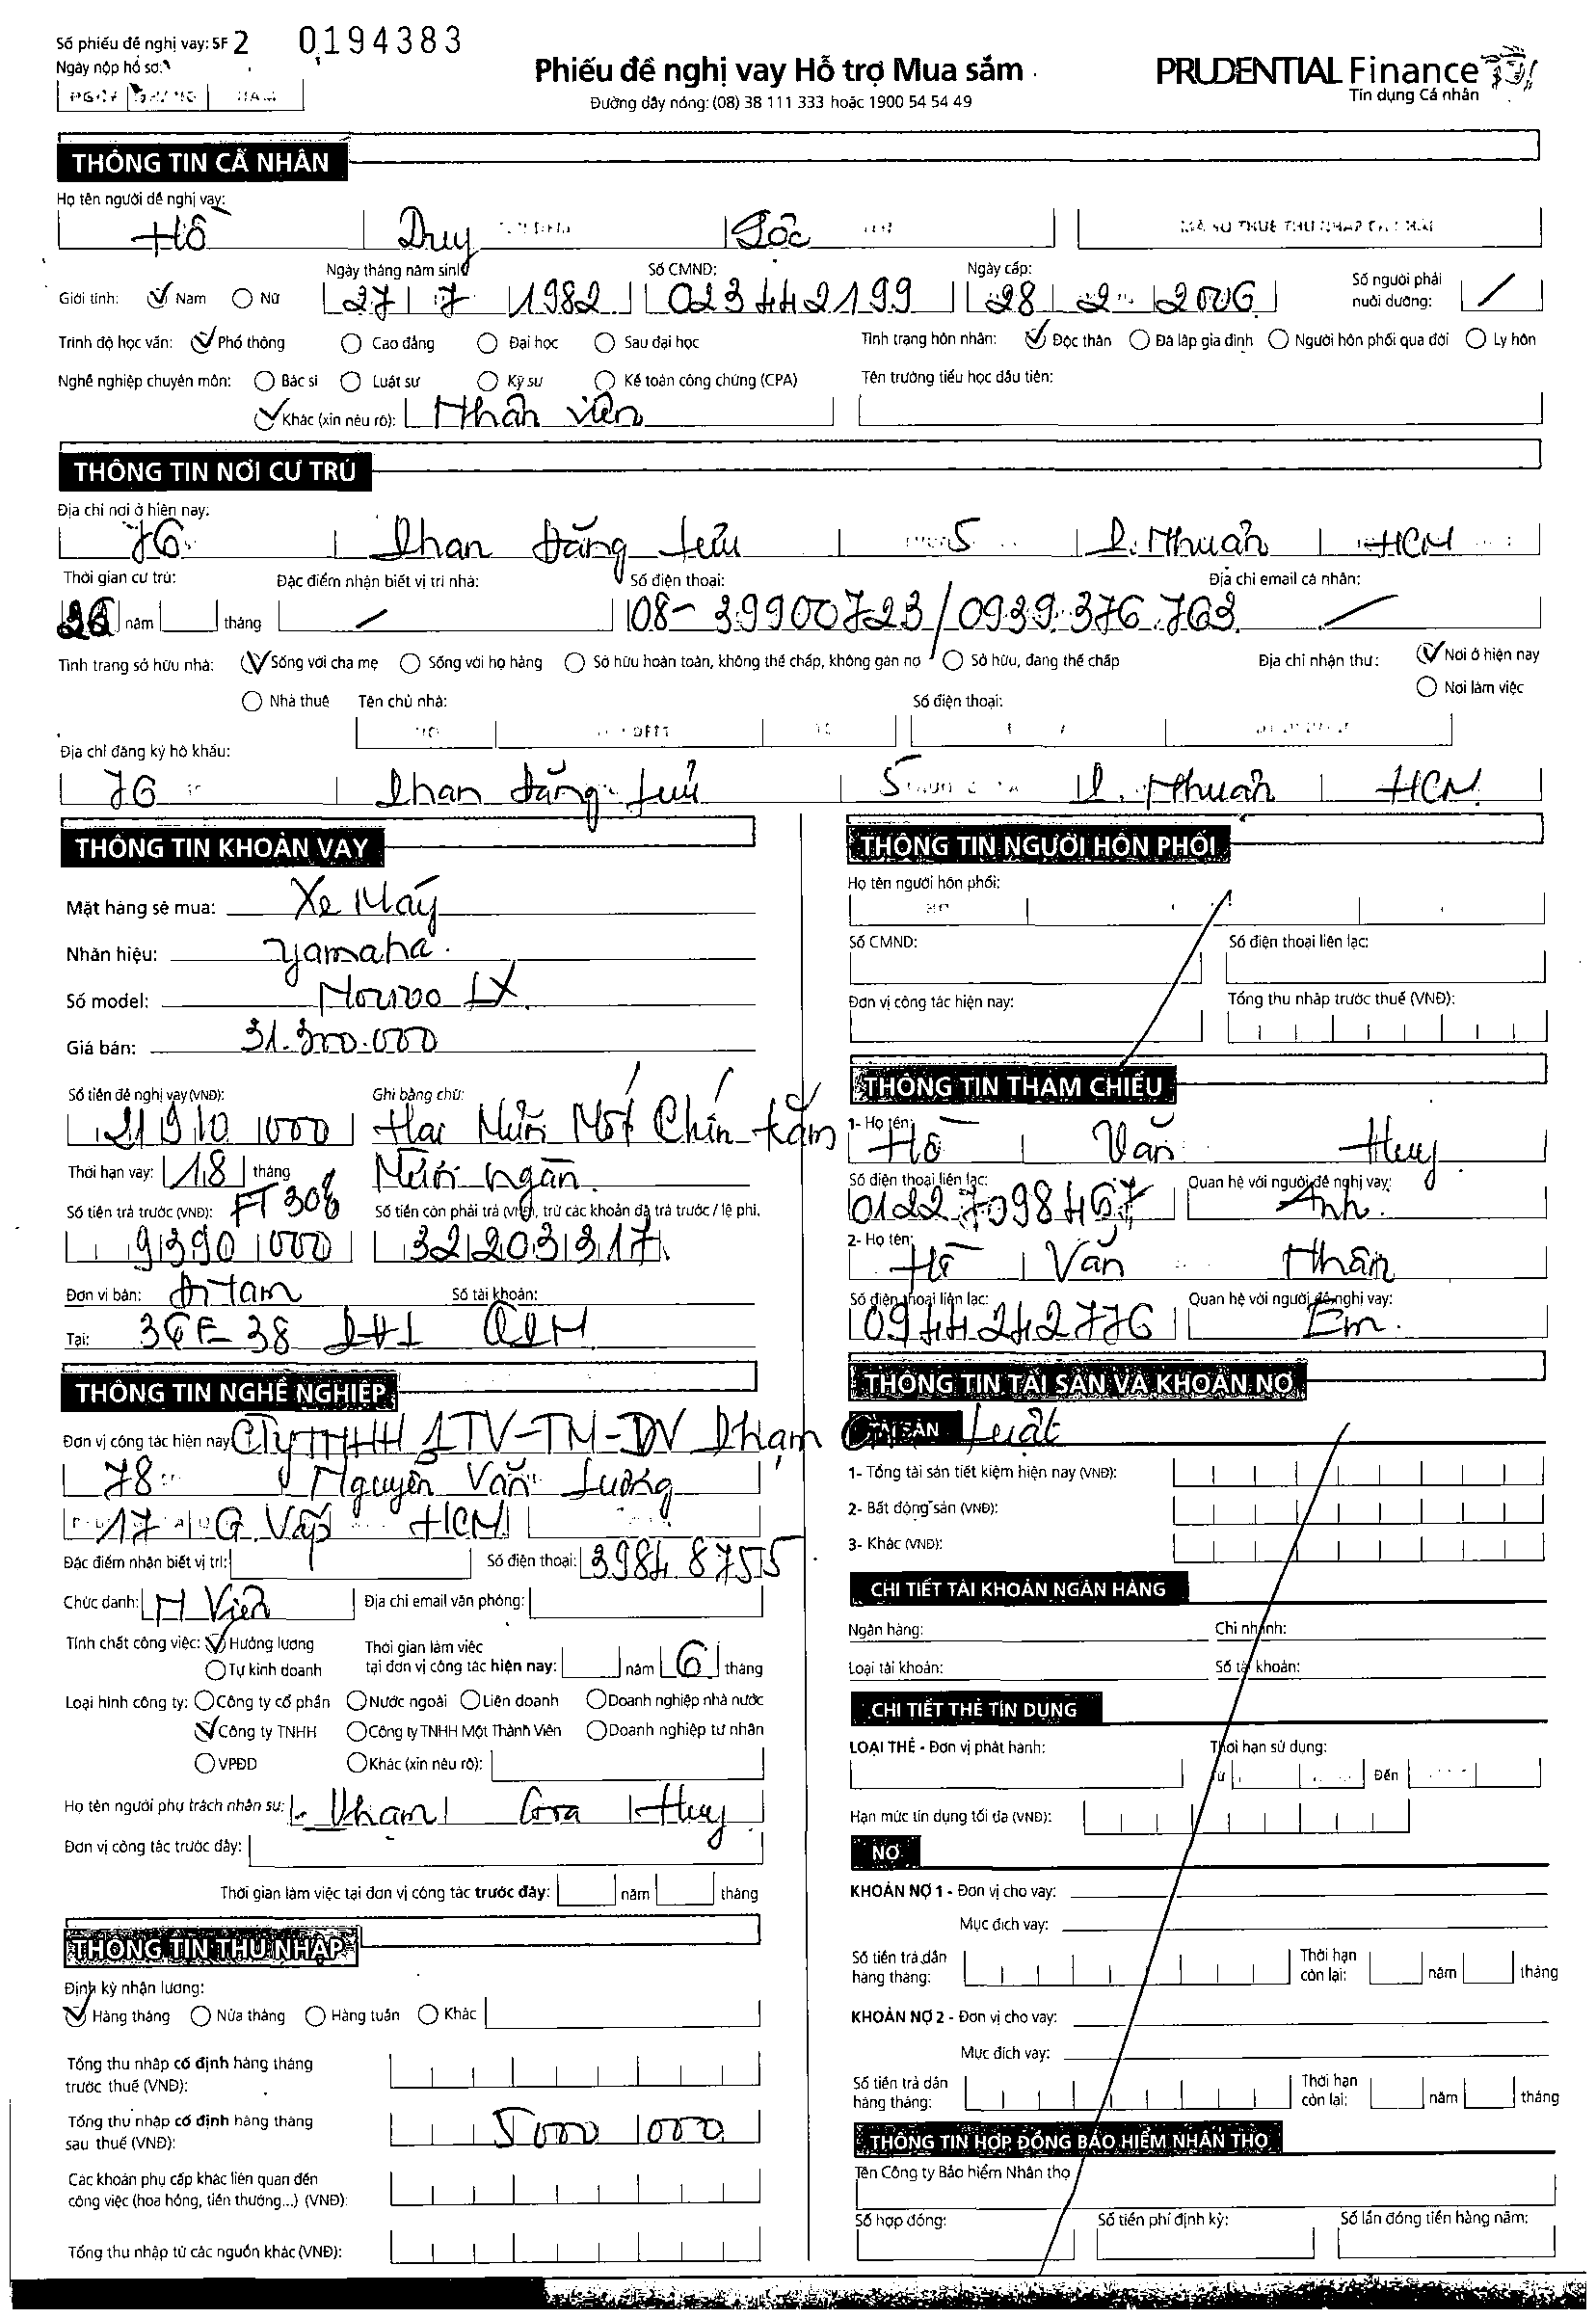 Số phiếu đề nghị vay: SF 2 0194383
Ngày nộp hồ sơ:
Phiếu đề nghị vay Hỗ trợ Mua sắm
Đường dây nóng: (08) 38 111 333 hoặc 1900 54 54 49
PRUDENTIAL Finance
Tín dụng Cá nhân
THÔNG TIN CÁ NHÂN
Họ tên người đề nghị vay:
Hồ Duy Lộc
Giới tính: Nam Nữ
Ngày tháng năm sinh Số CMND: Ngày cấp: Số người phải nuôi dưỡng:
27 7 1982 023442199 28 2 2006 /
Trình độ học vấn: Phổ thông Cao đẳng Đại học Sau đại học
Tình trạng hôn nhân: Độc thân Đã lập gia đình Người hôn phối qua đời Ly hôn
Nghề nghiệp chuyên môn: Bác sĩ Luật sư Kỹ sư Kế toán công chứng (CPA)
Khác (xin nêu rõ): Nhân viên
Tên trường tiểu học đầu tiên:
THÔNG TIN NƠI CƯ TRÚ
Địa chỉ nơi ở hiện nay:
76 Phan Đăng Lưu 5 P.Nhuận HCM
Thời gian cư trú: Đặc điểm nhận biết vị trí nhà: Số điện thoại: Địa chỉ email cá nhân:
26 năm tháng / 08-39900723/0939.376.763 /
Tình trạng sở hữu nhà: Sống với cha mẹ Sống với họ hàng Sở hữu hoàn toàn, không thế chấp, không gán nợ Sở hữu, đang thế chấp
Địa chỉ nhận thư: Nơi ở hiện nay
Nơi làm việc
Nhà thuê Tên chủ nhà: Số điện thoại:
Địa chỉ đăng ký hộ khẩu:
76 Phan Đăng Lưu 5 P. Nhuận HCM
THÔNG TIN KHOẢN VAY
Mặt hàng sẽ mua: Xe Máy
Nhãn hiệu: Yamaha
Số model: Nouvo LX
Giá bán: 31.300.000
Số tiền đề nghị vay (VNĐ): Ghi bằng chữ:
21910 000 Hai Mươi Mốt Chín trăm
Thời hạn vay: 18 tháng Mười ngàn
Số tiền trả trước (VNĐ): FT 308 Số tiền còn phải trả (VNĐ), trừ các khoản đã trả trước / lệ phí.
9390 000 32203317
Đơn vị bán:
Số tài khoản:
Tại:
THÔNG TIN NGƯỜI HÔN PHỐI
Họ tên người hôn phối:
Số CMND: Số điện thoại liên lạc:
Đơn vị công tác hiện nay: Tổng thu nhập trước thuế (VNĐ):
THÔNG TIN THAM CHIẾU
1- Họ tên:
Hồ Văn Huy
Số điện thoại liên lạc: Quan hệ với người đề nghị vay:
01227098467 Anh.
2- Họ tên:
Hồ Văn Nhân
Số điện thoại liên lạc: Quan hệ với người đề nghị vay:
0944242776 Em.
THÔNG TIN NGHỀ NGHIỆP
Đơn vị công tác hiện nay Cty TNHH 1TV-TM-DV Phạm Luật
78 Nguyễn Văn Lượng
17 G.Vấp HCM
Đặc điểm nhận biết vị trí: Số điện thoại: 3984 8755
Chức danh: N Viên Địa chỉ email văn phòng:
Tính chất công việc: Hưởng lương
Tự kinh doanh
Thời gian làm việc
tại đơn vị công tác hiện nay: năm 6 tháng
Loại hình công ty: Công ty cổ phần Nước ngoài Liên doanh Doanh nghiệp nhà nước
Công ty TNHH Công ty TNHH Một Thành Viên Doanh nghiệp tư nhân
VPĐD Khác (xin nêu rõ):
Họ tên người phụ trách nhân sự: Phạm Gia Huy
Đơn vị công tác trước đây:
Thời gian làm việc tại đơn vị công tác trước đây: năm tháng
THÔNG TIN THU NHẬP
Định kỳ nhận lương:
Hàng tháng Nửa tháng Hàng tuần Khác
Tổng thu nhập cố định hàng tháng
trước thuế (VNĐ):
Tổng thu nhập cố định hàng tháng
sau thuế (VNĐ): 5000 000
Các khoản phụ cấp khác liên quan đến
công việc (hoa hồng, tiền thưởng...) (VNĐ):
Tổng thu nhập từ các nguồn khác (VNĐ):
THÔNG TIN TÀI SẢN VÀ KHOẢN NỢ
TÀI SẢN
1- Tổng tài sản tiết kiệm hiện nay (VNĐ):
2- Bất động sản (VNĐ):
3- Khác (VNĐ):
CHI TIẾT TÀI KHOẢN NGÂN HÀNG
Ngân hàng: Chi nhánh:
Loại tài khoản: Số tài khoản:
CHI TIẾT THẺ TÍN DỤNG
LOẠI THẺ - Đơn vị phát hành: Thời hạn sử dụng:
Từ Đến
Hạn mức tín dụng tối đa (VNĐ):
NỢ
KHOẢN NỢ 1 - Đơn vị cho vay:
Mục đích vay:
Số tiền trả dần
hàng tháng: Thời hạn
còn lại: năm tháng
KHOẢN NỢ 2 - Đơn vị cho vay:
Mục đích vay:
Số tiền trả dần
hàng tháng: Thời hạn
còn lại: năm tháng
THÔNG TIN HỢP ĐỒNG BẢO HIỂM NHÂN THỌ
Tên Công ty Bảo hiểm Nhân thọ
Số hợp đồng: Số tiền phí định kỳ: Số lần đóng tiền hàng năm: